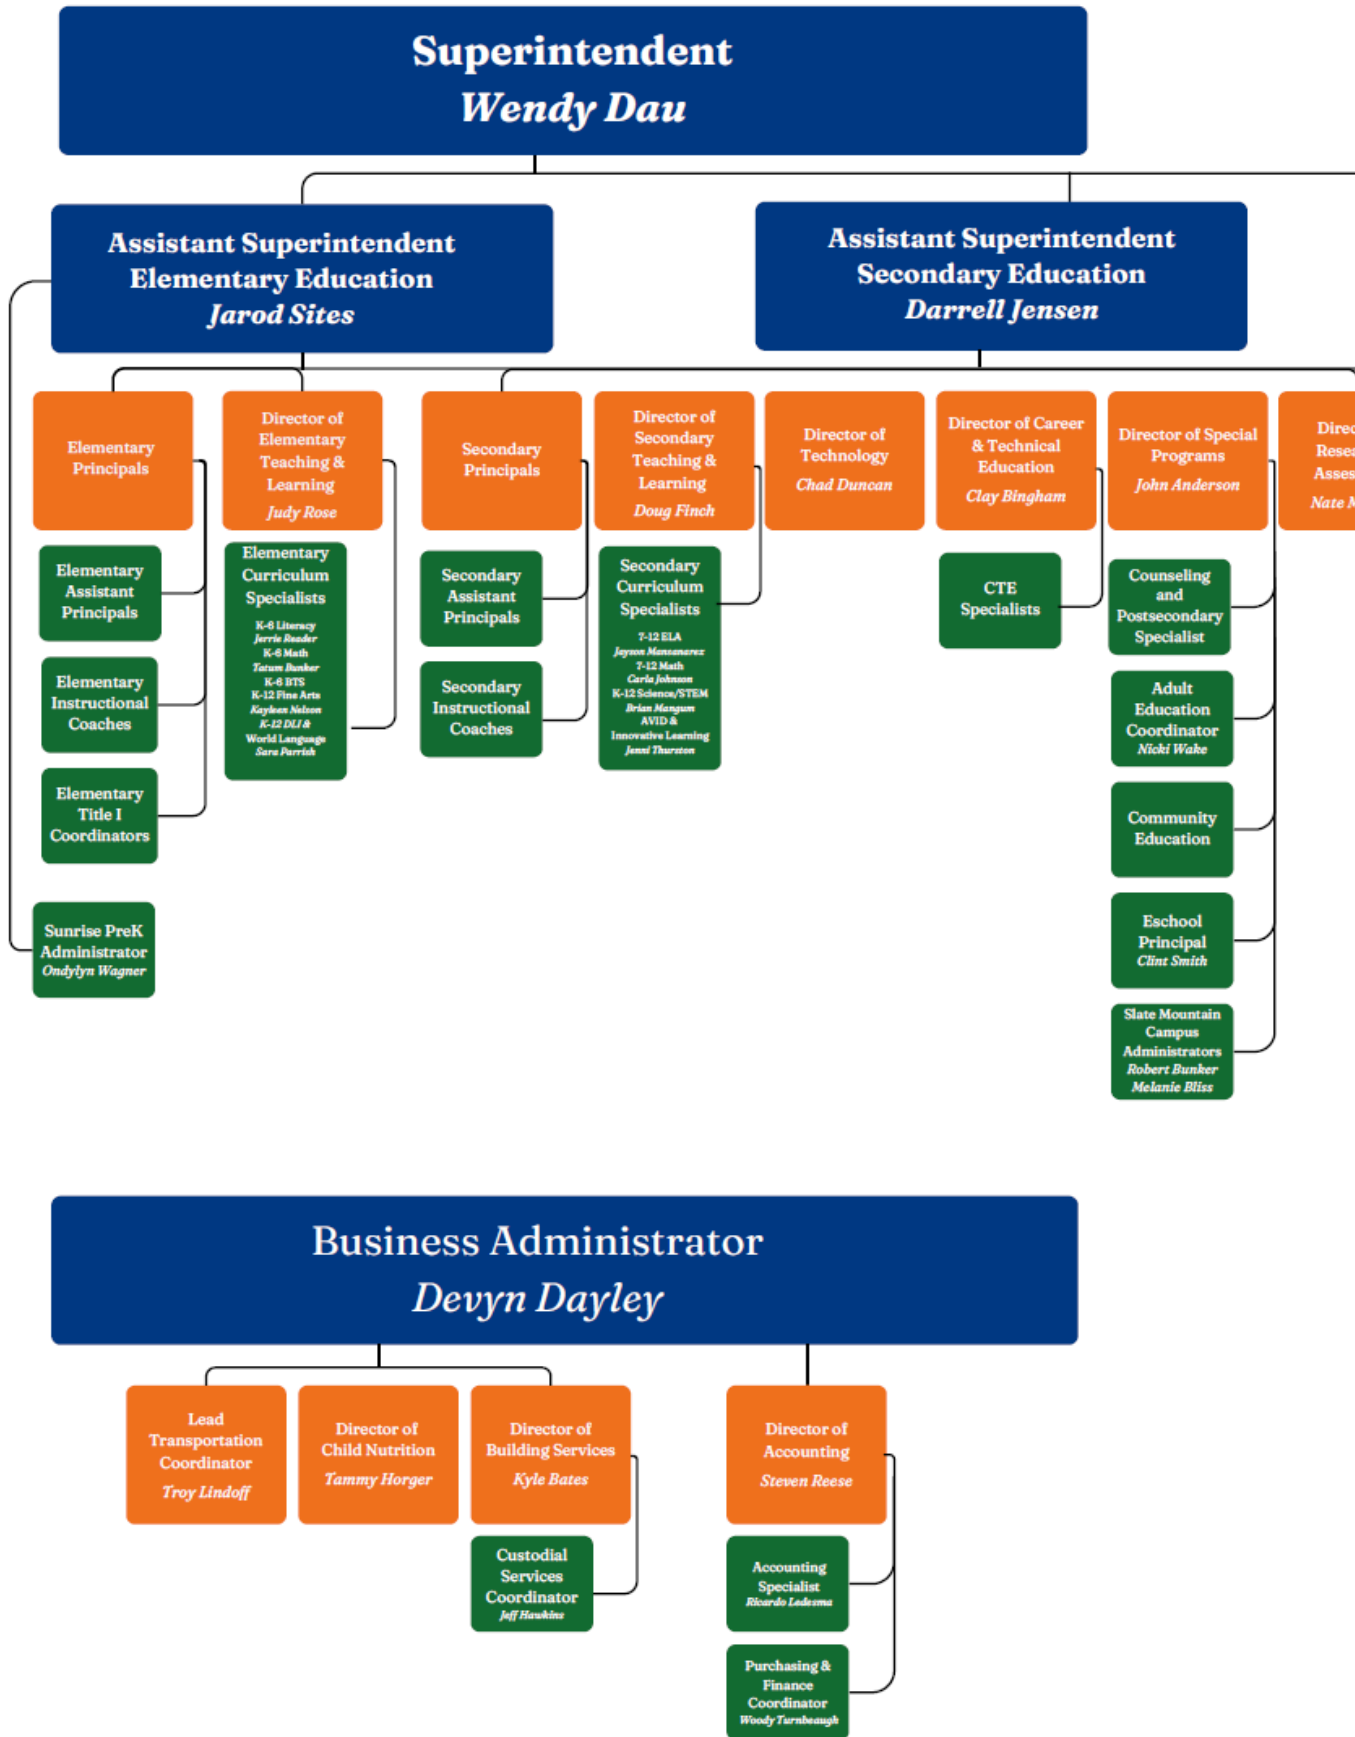 Superintendent
Wendy Dau
Assistant Superintendent
Elementary Education
Jarod Sites
Assistant Superintendent
Secondary Education
Darrell Jensen
Elementary
Principals
Director of
Elementary
Teaching &
Learning
Judy Rose
Secondary
Principals
Director of
Secondary
Teaching &
Learning
Doug Finch
Director of
Technology
Chad Duncan
Director of Career
& Technical
Education
Clay Bingham
Director of Special
Programs
John Anderson
Nate
Elementary
Assistant
Principals
Elementary
Instructional
Coaches
Elementary
Title I
Coordinators
Sunrise PreK
Administrator
Ondylyn Wagner
Elementary
Curriculum
Specialists
K-6 Literacy
Jerrie Reader
K-6 Math
Tatum Bunker
K-6 BTS
K-12 Fine Arts
Kayleen Nelson
K-12 DLI &
World Language
Sara Parrish
Secondary
Assistant
Principals
Secondary
Instructional
Coaches
Secondary
Curriculum
Specialists
7-12 ELA
Jayson
7-12 Math
Carla Johnson
K-12 Science/STEM
Brian Mangum
AVID &
Innovative Learning
Jenni Thurston
CTE
Specialists
Counseling
and
Postsecondary
Specialist
Adult
Education
Coordinator
Nicki Wake
Community
Education
Eschool
Principal
Clint Smith
Slate Mountain
Campus
Administrators
Robert Bunker
Melanie Bliss
Business Administrator
Devyn Dayley
Lead
Transportation
Coordinator
Troy Lindoff
Director of
Child Nutrition
Tammy Horger
Director of
Building Services
Kyle Bates
Director of
Accounting
Steven Reese
Custodial
Services
Coordinator
Jeff Hawkins
Accounting
Specialist
Ricardo Ledesma
Purchasing &
Finance
Coordinator
Woody Turnbeaugh